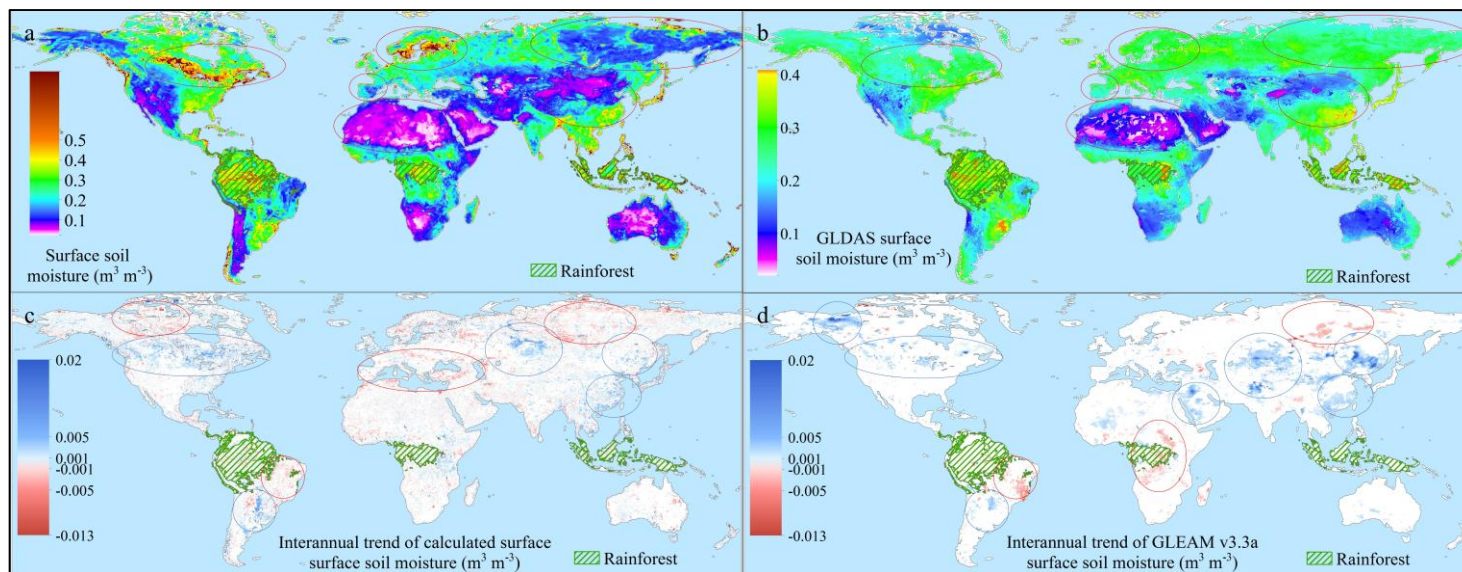 a
0.5
0.4
0.3
0.2
0.1
Surface soil
moisture (m³ m⁻³)
Rainforest
b
0.4
0.3
0.2
0.1
GLDAS surface
soil moisture (m³ m⁻³)
Rainforest
c
0.02
0.005
0.001
-0.001
-0.005
-0.013
Interannual trend of calculated surface
surface soil moisture (m³ m⁻³)
Rainforest
d
0.02
0.005
0.001
-0.001
-0.005
-0.013
Interannual trend of GLEAM v3.3a
surface soil moisture (m³ m⁻³)
Rainforest